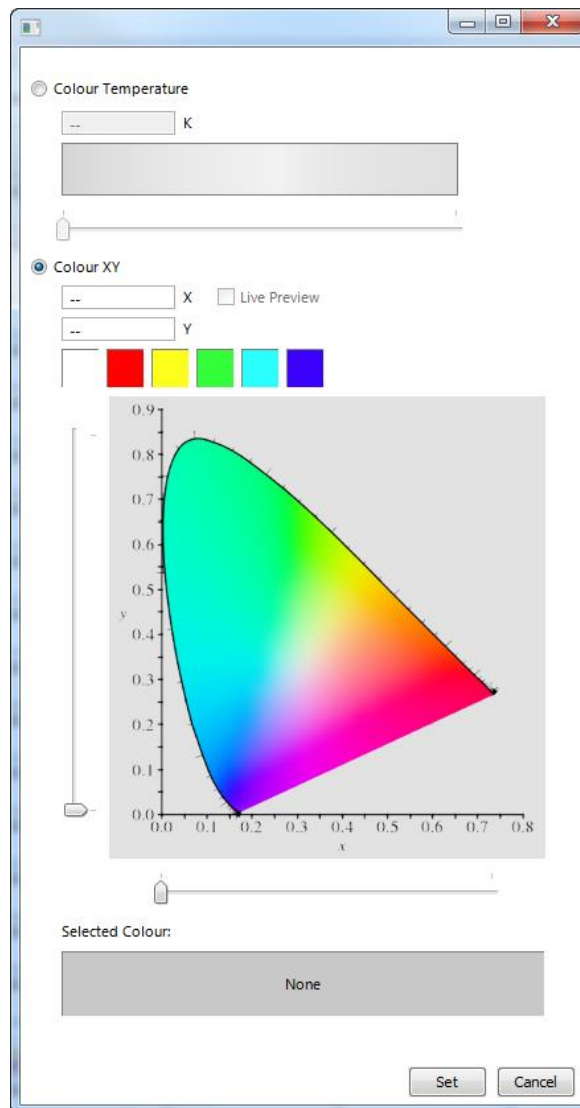 Colour Temperature
-- K
Colour XY
-- X Live Preview
-- Y
0.9
0.8
0.7
0.6
0.5
y
0.4
0.3
0.2
0.1
0.0
0.0 0.1 0.2 0.3 0.4 0.5 0.6 0.7 0.8
x
Selected Colour:
None
Set Cancel